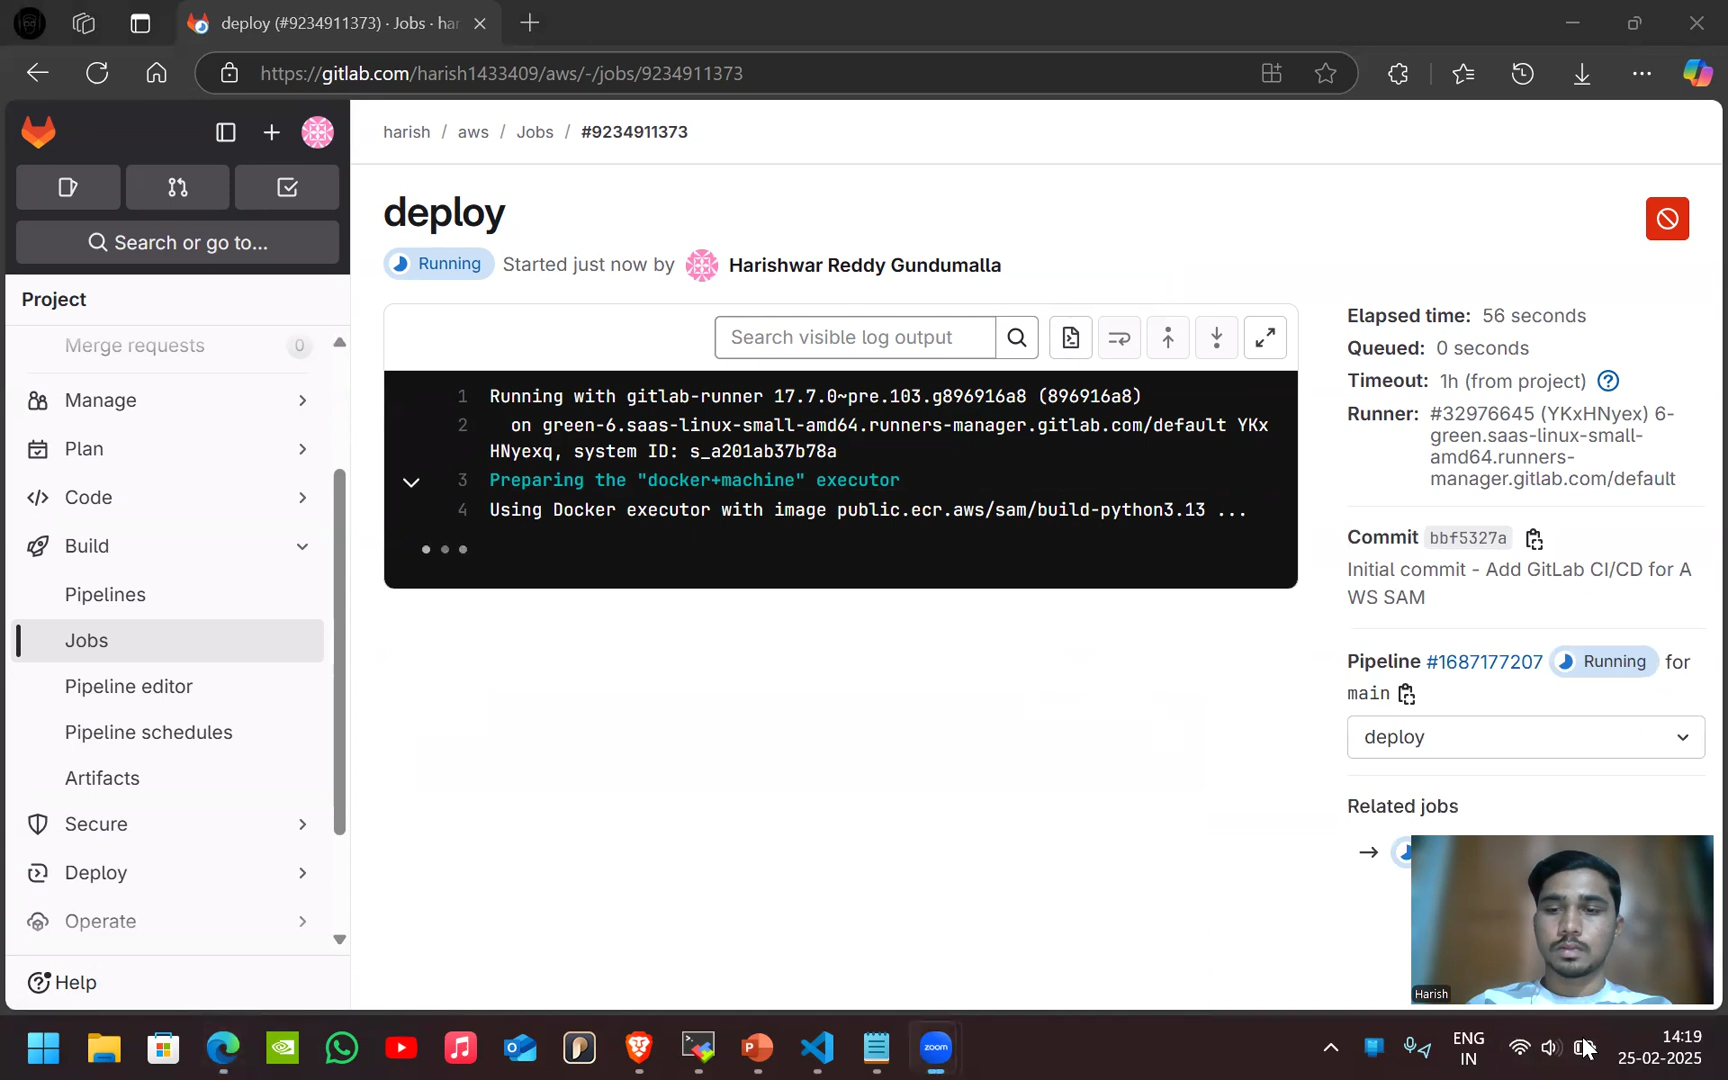 deploy (#9234911373) · Jobs · har
https://gitlab.com/harish1433409/aws/-/jobs/9234911373
harish / aws / Jobs / #9234911373
Search or go to...
Project
Merge requests 0
Manage
Plan
Code
Build
Pipelines
Jobs
Pipeline editor
Pipeline schedules
Artifacts
Secure
Deploy
Operate
Help
deploy
Running Started just now by Harishwar Reddy Gundumalla
Search visible log output
1 Running with gitlab-runner 17.7.0~pre.103.g896916a8 (896916a8)
2 on green-6.saas-linux-small-amd64.runners-manager.gitlab.com/default YKx
HNyexq, system ID: s_a201ab37b78a
3 Preparing the "docker+machine" executor
4 Using Docker executor with image public.ecr.aws/sam/build-python3.13 ...
Elapsed time: 56 seconds
Queued: 0 seconds
Timeout: 1h (from project)
Runner: #32976645 (YKxHNyex) 6-
green.saas-linux-small-
amd64.runners-
manager.gitlab.com/default
Commit bbf5327a
Initial commit - Add GitLab CI/CD for A
WS SAM
Pipeline #1687177207 Running for
main
deploy
Related jobs
Harish
zoom
ENG
IN
14:19
25-02-2025